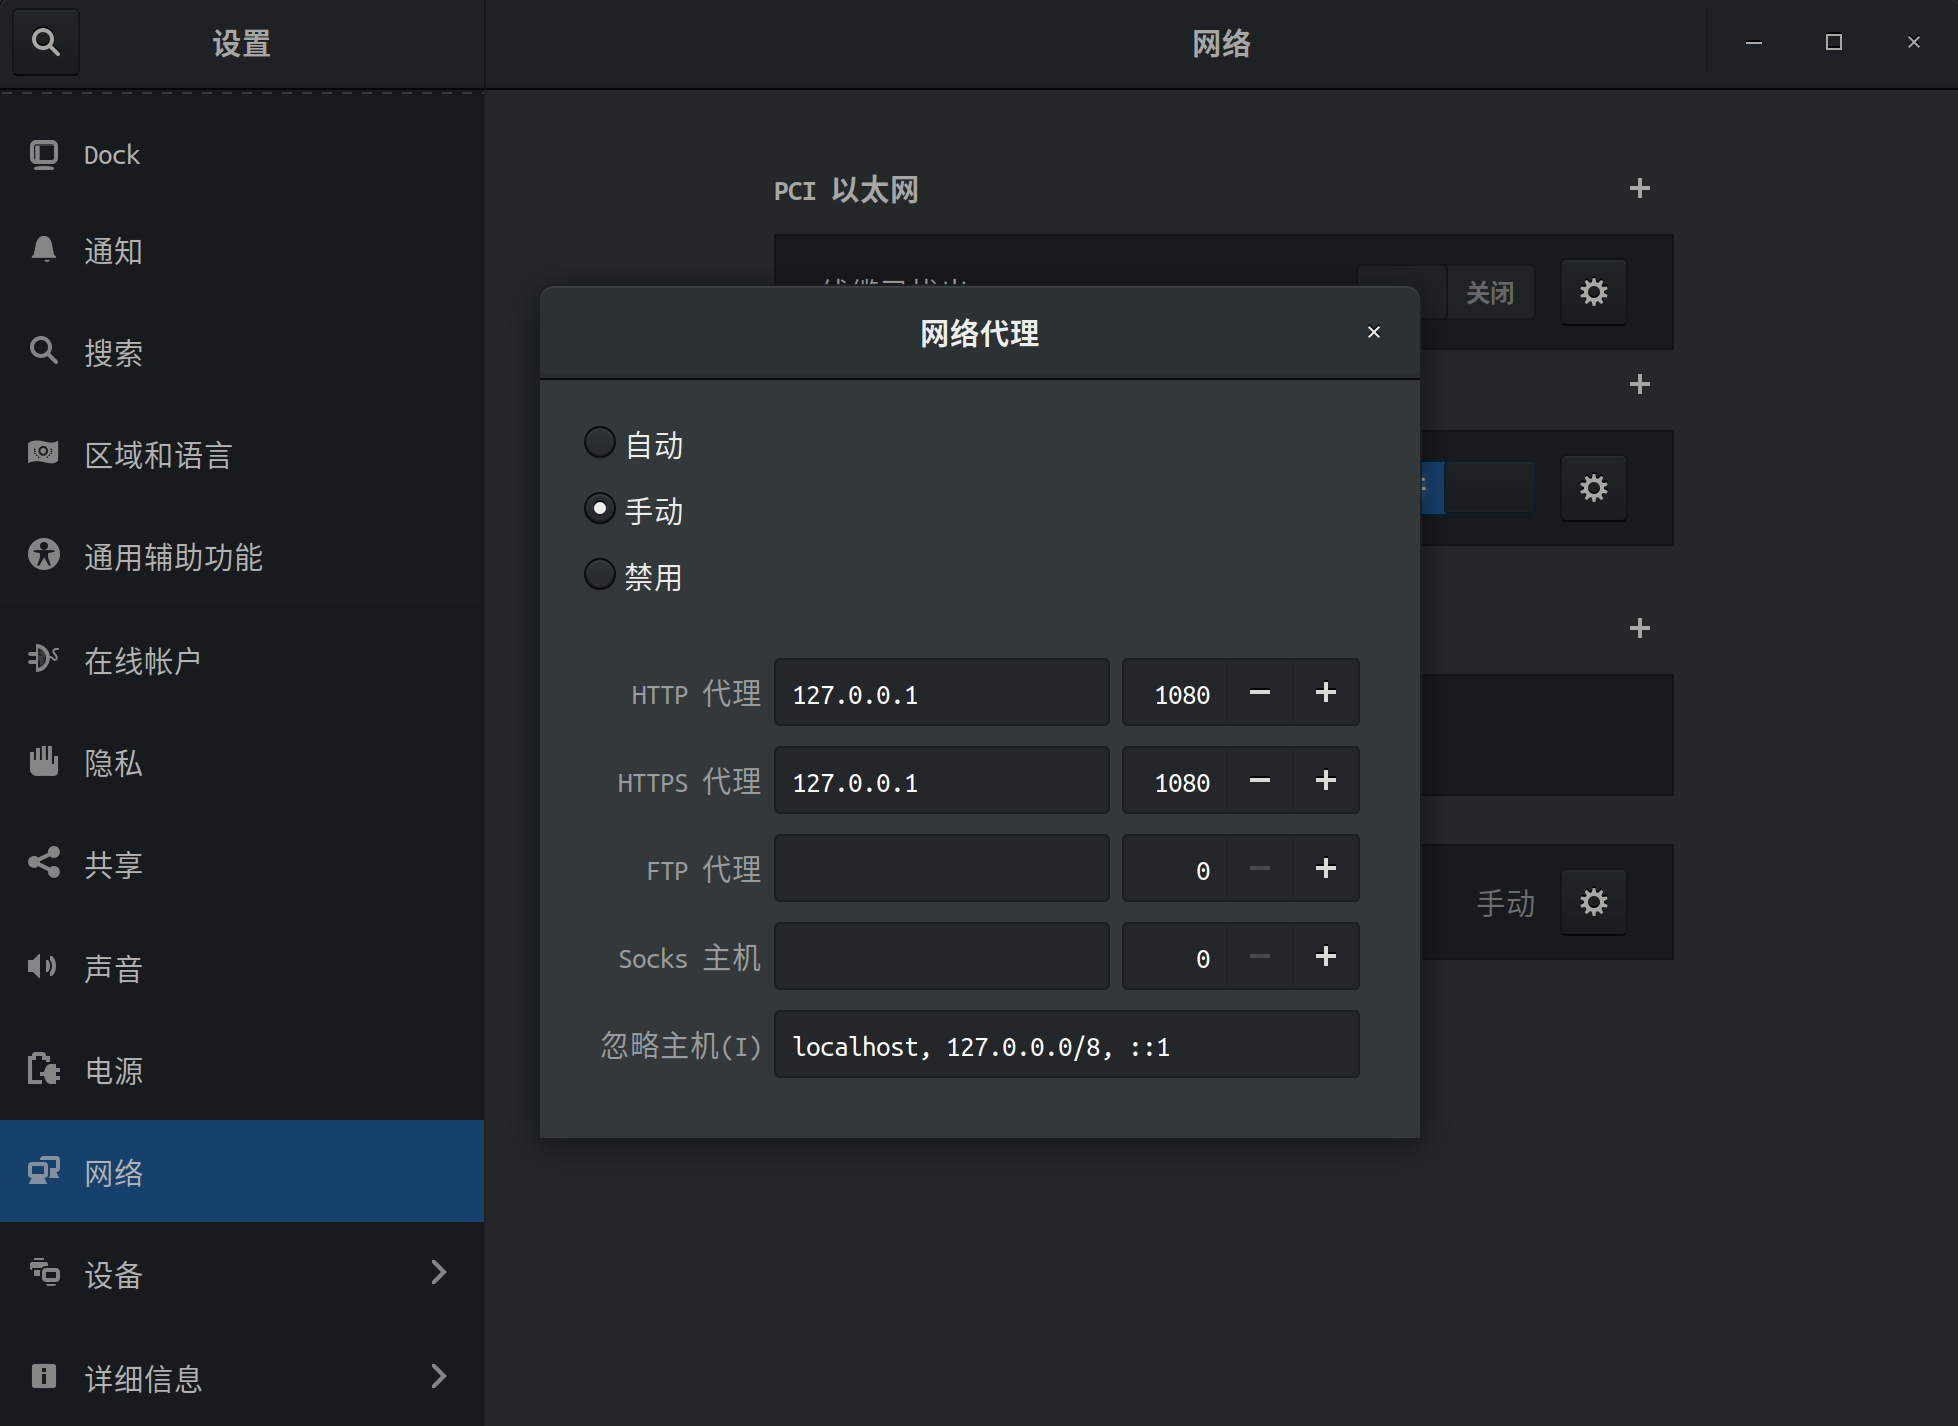 设置
网络
Dock
通知
搜索
区域和语言
通用辅助功能
在线帐户
隐私
共享
声音
电源
网络
设备
详细信息
PCI 以太网
关闭
手动
网络代理
自动
手动
禁用
HTTP 代理 127.0.0.1 1080
HTTPS 代理 127.0.0.1 1080
FTP 代理 0
Socks 主机 0
忽略主机(I) localhost, 127.0.0.0/8, ::1